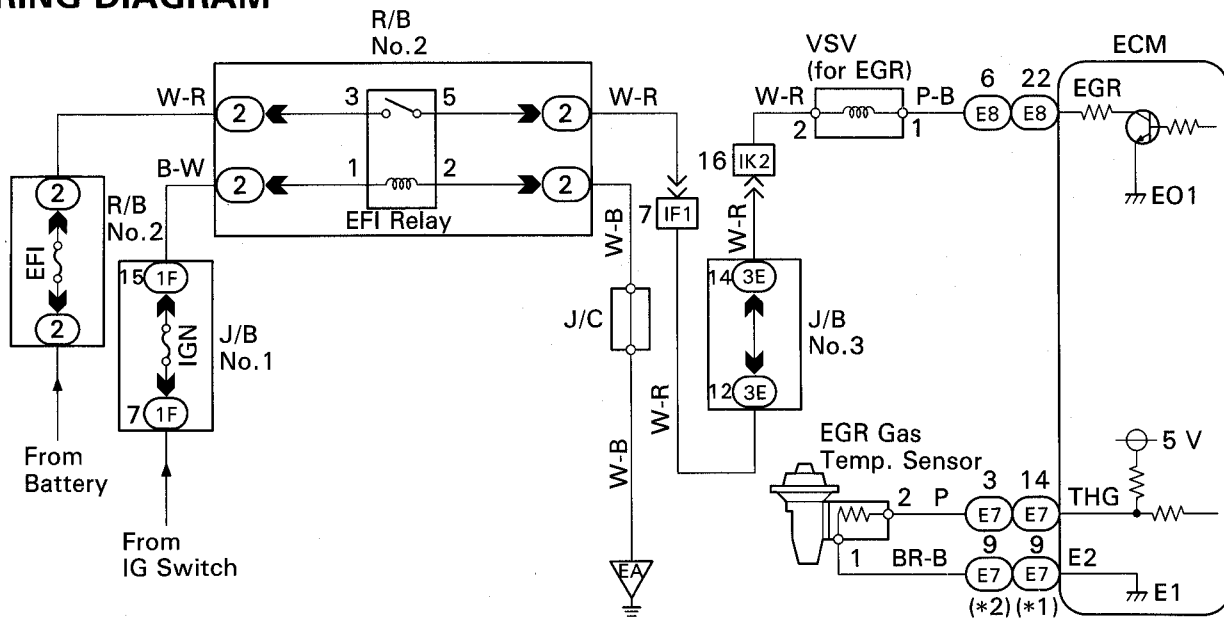 RING DIAGRAM
R/B
No.2
VSV
(for EGR)
ECM
6 22
W-R
2
3
5
2
W-R
W-R
P-B
E8
E8
EGR
2
1
B-W
2
1
2
2
16
IK2
EFI Relay
7
IF1
EO1
2
R/B
No.2
EFI
2
W-B
W-R
15
1F
IGN
J/B
No.1
7
1F
14
3E
J/C
J/B
No.3
12
3E
W-R
W-B
From
Battery
From
IG Switch
EGR Gas
Temp. Sensor
5 V
3 14
2
P
E7
E7
THG
9 9
1
BR-B
E7
E7
E2
E1
(*2) (*1)
EA